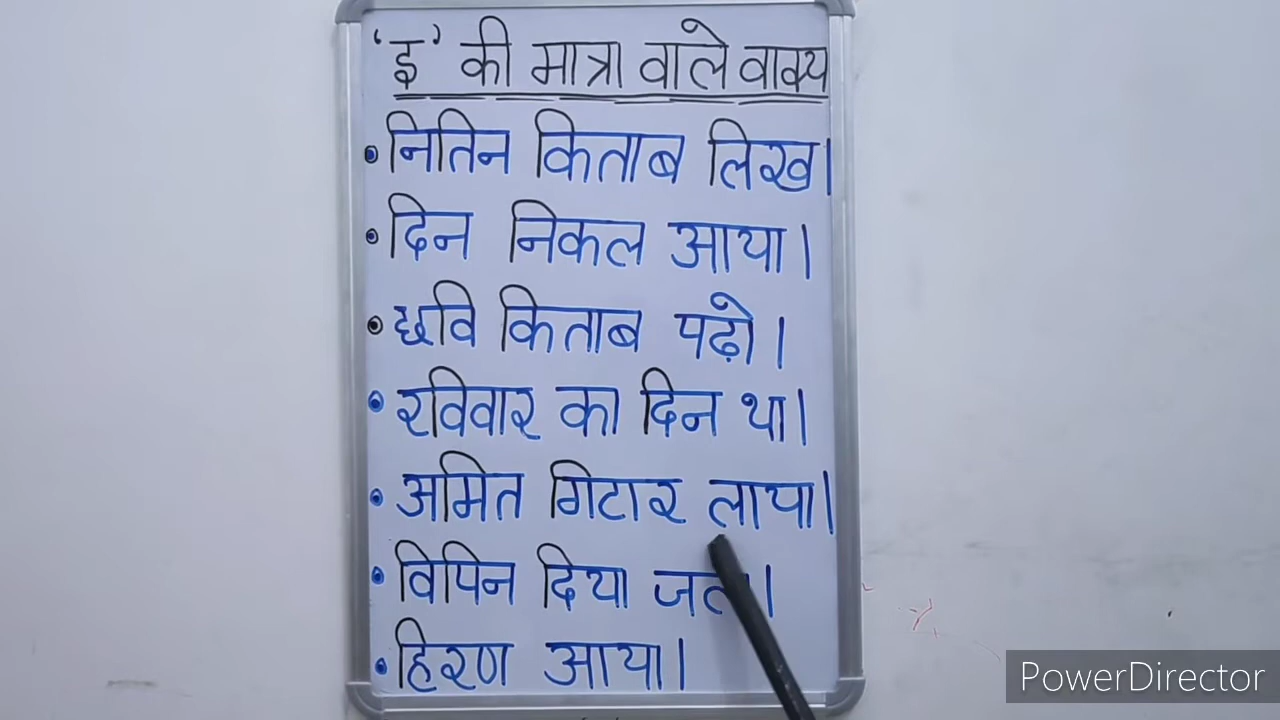 'इ' की मात्रा वाले वाक्य
• नितिन किताब लिख।
• दिन निकल आया।
• छवि किताब पढ़ो।
• रविवार का दिन था।
• अमित गिटार लाया।
• विपिन दिया
• हिरण आया।
PowerDirector